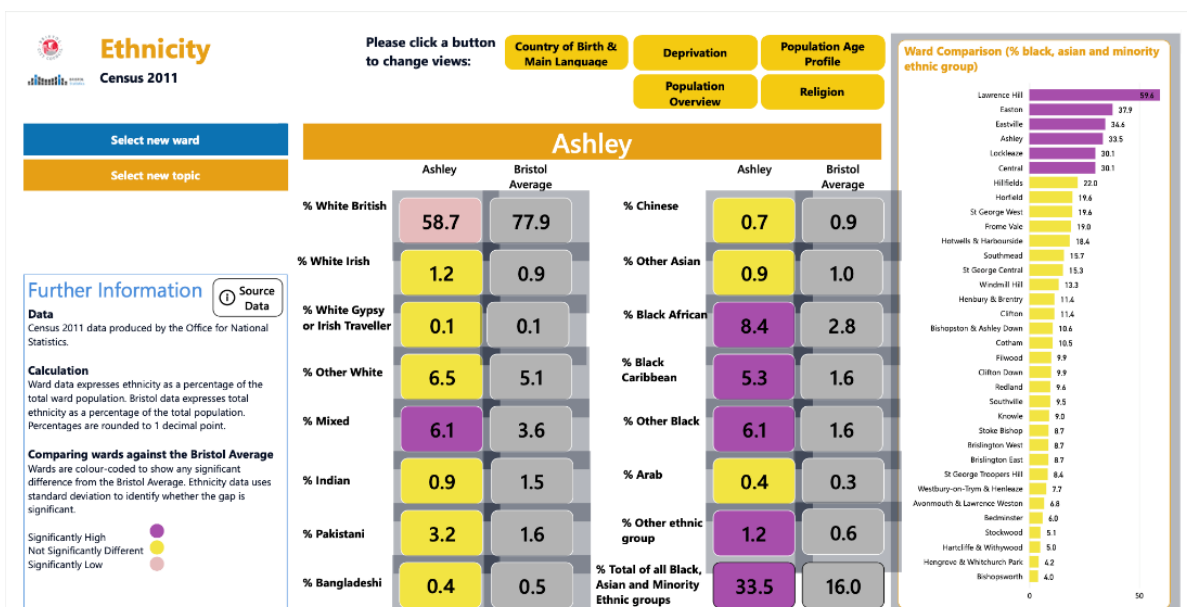 Ethnicity
Census 2011
Please click a button
to change views:
Country of Birth &
Main Language
Deprivation
Population Age
Profile
Population
Overview
Religion
Select new ward
Select new topic
Further Information
Source
Data
Data
Census 2011 data produced by the Office for National
Statistics.
Calculation
Ward data expresses ethnicity as a percentage of the
total ward population. Bristol data expresses total
ethnicity as a percentage of the total population.
Percentages are rounded to 1 decimal point.
Comparing wards against the Bristol Average
Wards are colour-coded to show any significant
difference from the Bristol Average. Ethnicity data uses
standard deviation to identify whether the gap is
significant.
Significantly High
Not Significantly Different
Significantly Low
Ashley
Ashley Bristol
Average
% White British 58.7 77.9
% White Irish 1.2 0.9
% White Gypsy
or Irish Traveller 0.1 0.1
% Other White 6.5 5.1
% Mixed 6.1 3.6
% Indian 0.9 1.5
% Pakistani 3.2 1.6
% Bangladeshi 0.4 0.5
Ashley Bristol
Average
% Chinese 0.7 0.9
% Other Asian 0.9 1.0
% Black African 8.4 2.8
% Black
Caribbean 5.3 1.6
% Other Black 6.1 1.6
% Arab 0.4 0.3
% Other ethnic
group 1.2 0.6
% Total of all Black,
Asian and Minority
Ethnic groups 33.5 16.0
Ward Comparison (% black, asian and minority
ethnic group)
Lawrence Hill 59.6
Easton 37.9
Eastville 34.6
Ashley 33.5
Lockleaze 30.1
Central 30.1
Hillfields 22.0
Horfield 19.6
St George West 19.6
Frome Vale 19.0
Hotwells & Harbourside 18.4
Southmead 15.7
St George Central 15.3
Windmill Hill 13.3
Henbury & Brentry 11.4
Clifton 11.4
Bishopston & Ashley Down 10.6
Cotham 10.5
Filwood 9.9
Clifton Down 9.9
Redland 9.6
Southville 9.5
Knowle 9.0
Stoke Bishop 8.7
Brislington West 8.7
Brislington East 8.7
St George Troopers Hill 8.4
Westbury-on-Trym & Henleaze 7.7
Avonmouth & Lawrence Weston 6.8
Bedminster 6.0
Stockwood 5.1
Hartcliffe & Withywood 5.0
Hengrove & Whitchurch Park 4.2
Bishopsworth 4.0
0 50